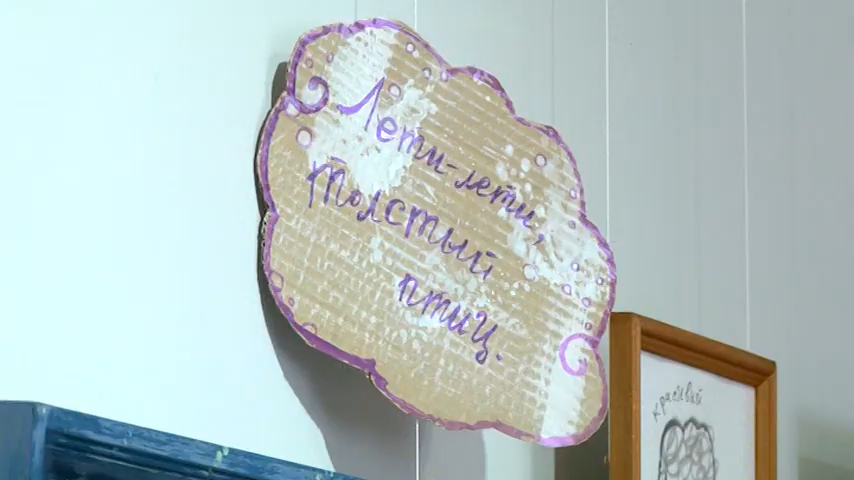 Лети-лети,
Толстый
птиц.
красивый